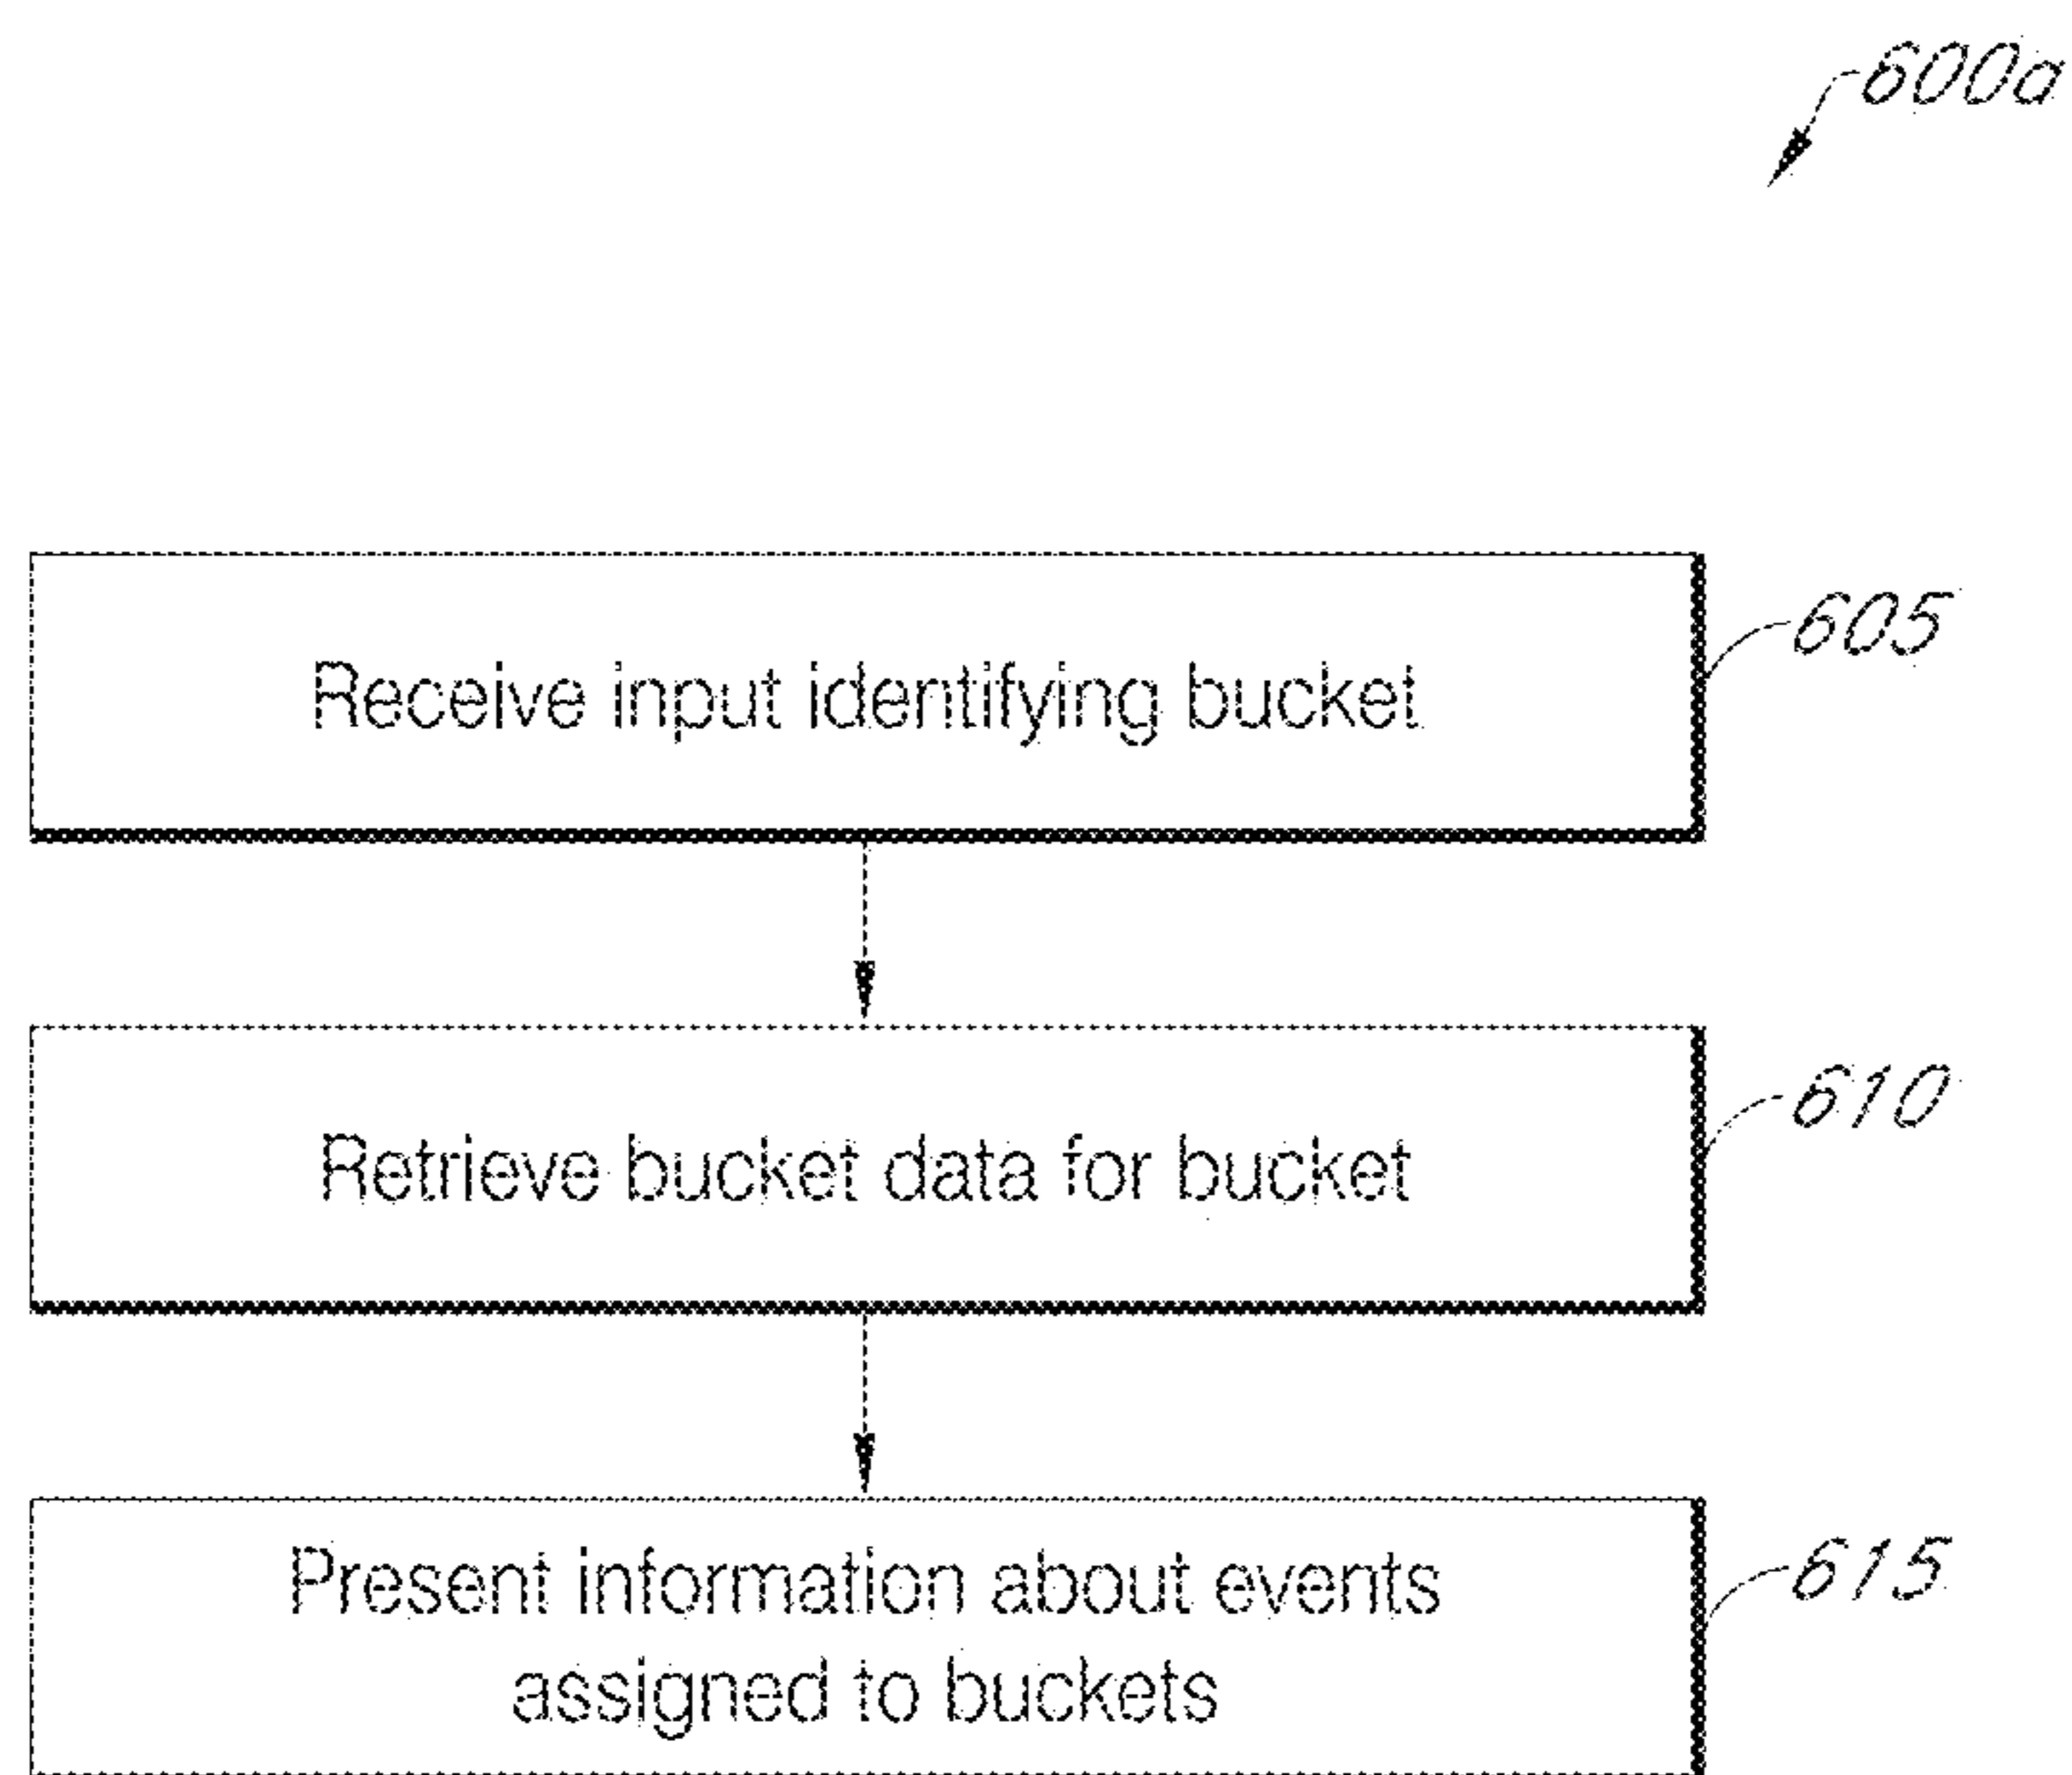 600a
Receive input identifying bucket
605
Retrieve bucket data for bucket
610
Present information about events
assigned to buckets
615